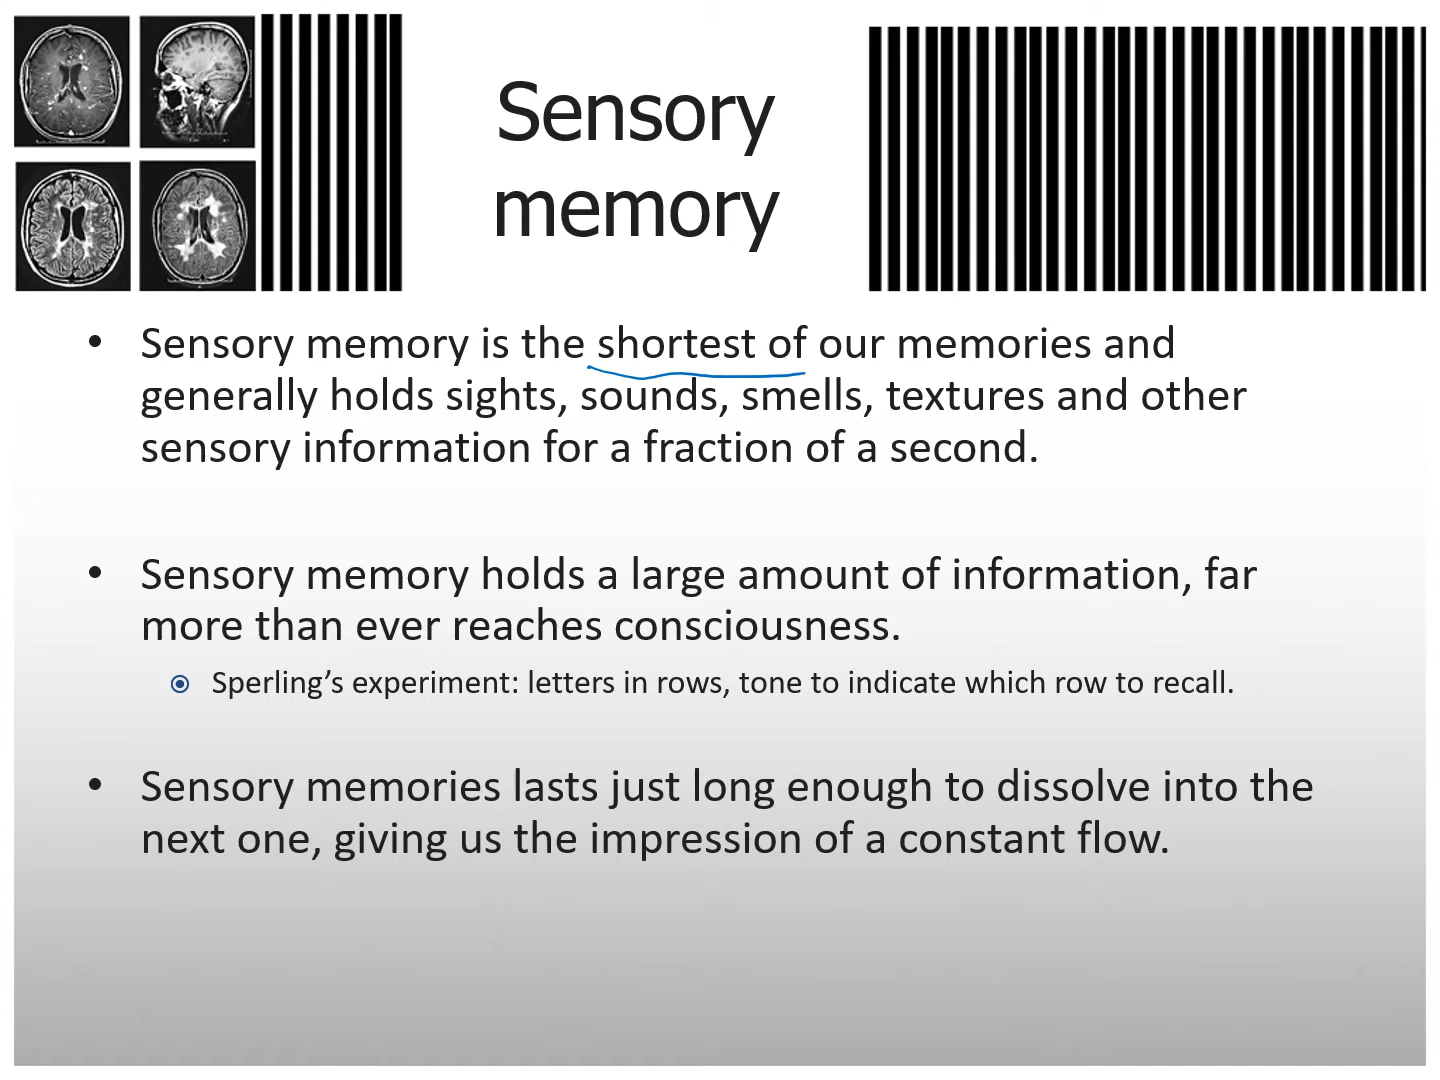 Sensory
memory
• Sensory memory is the shortest of our memories and
generally holds sights, sounds, smells, textures and other
sensory information for a fraction of a second.
• Sensory memory holds a large amount of information, far
more than ever reaches consciousness.
Sperling’s experiment: letters in rows, tone to indicate which row to recall.
• Sensory memories lasts just long enough to dissolve into the
next one, giving us the impression of a constant flow.